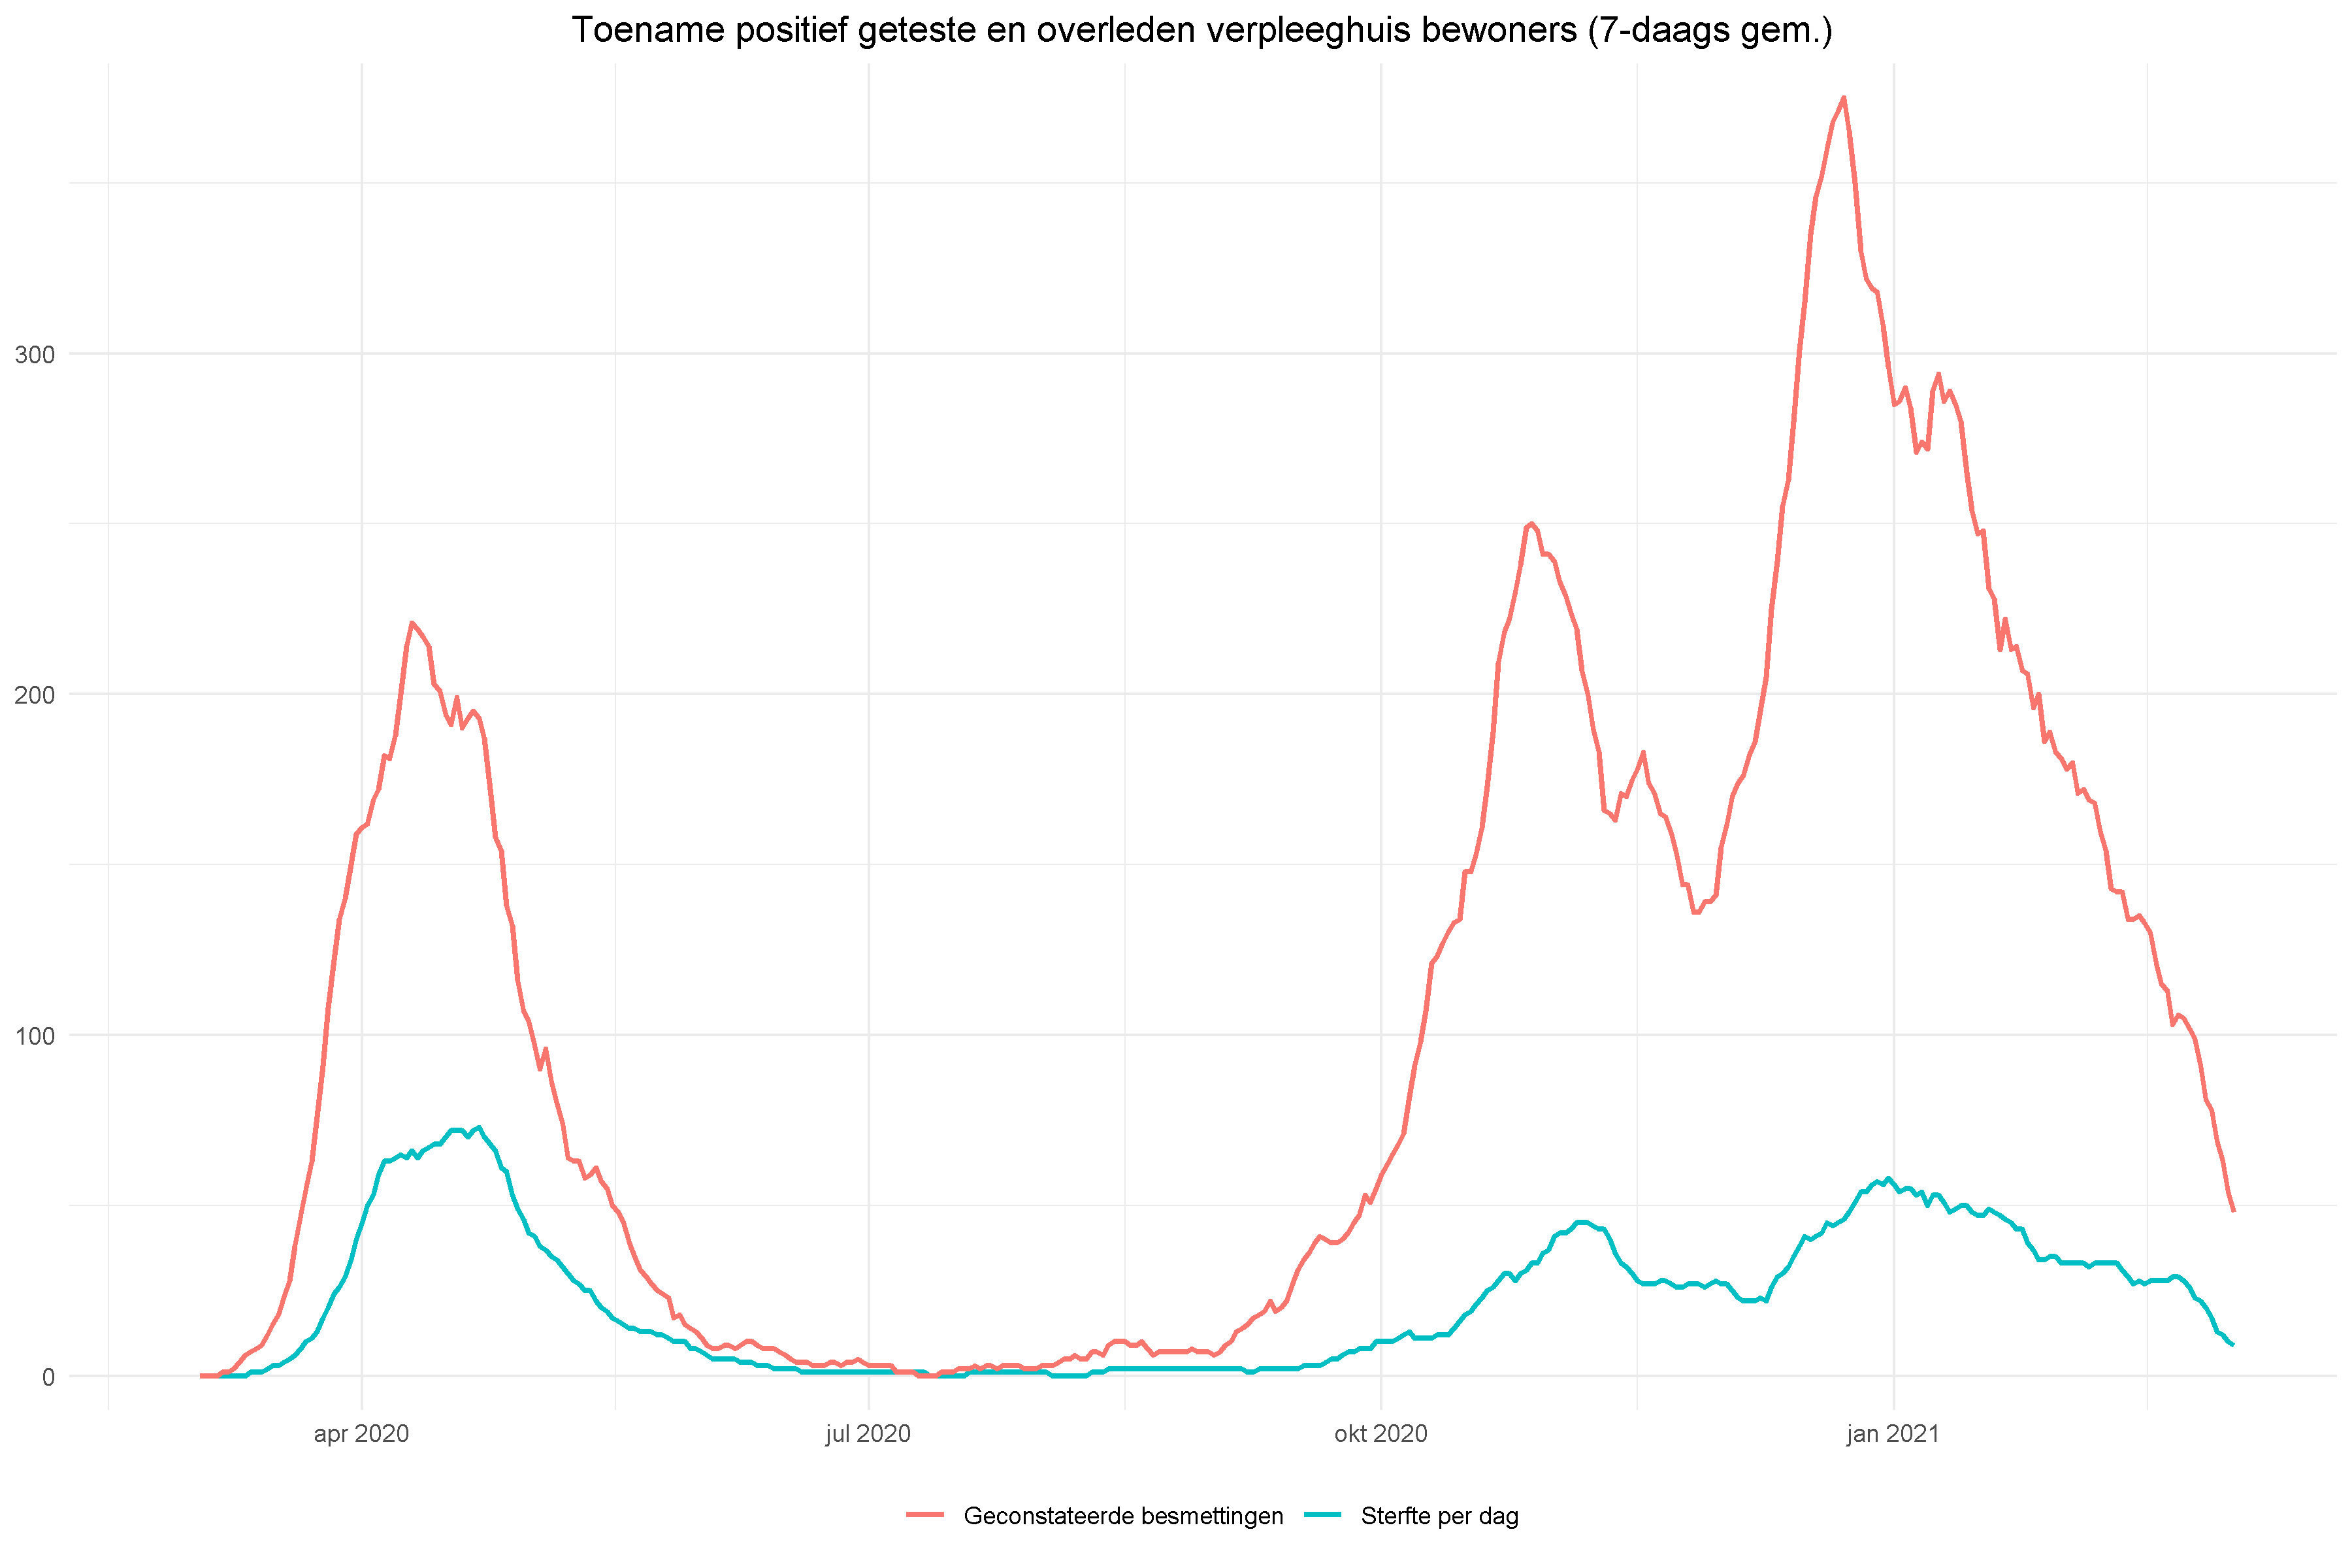 Toename positief geteste en overleden verpleeghuis bewoners (7-daags gem.)
300
200
100
0
apr 2020 jul 2020 okt 2020 jan 2021
Geconstateerde besmettingen Sterfte per dag